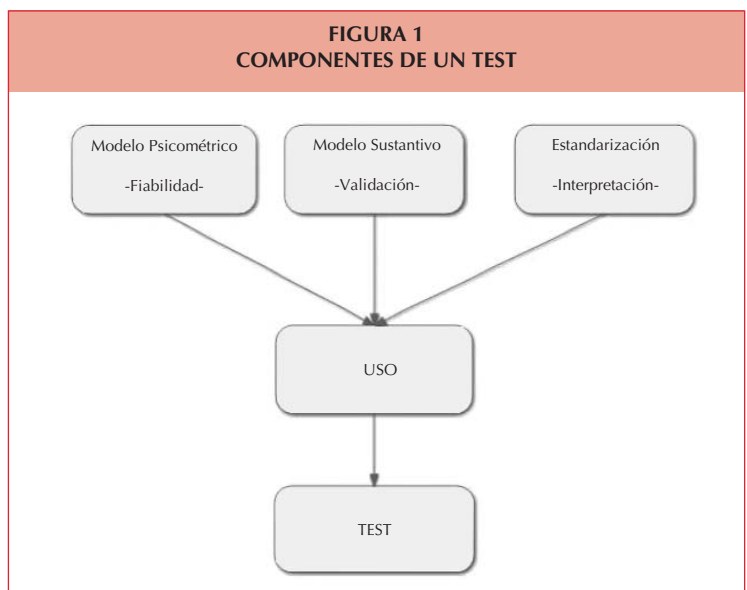 FIGURA 1
COMPONENTES DE UN TEST
Modelo Psicométrico
-Fiabilidad-
Modelo Sustantivo
-Validación-
Estandarización
-Interpretación-
USO
TEST